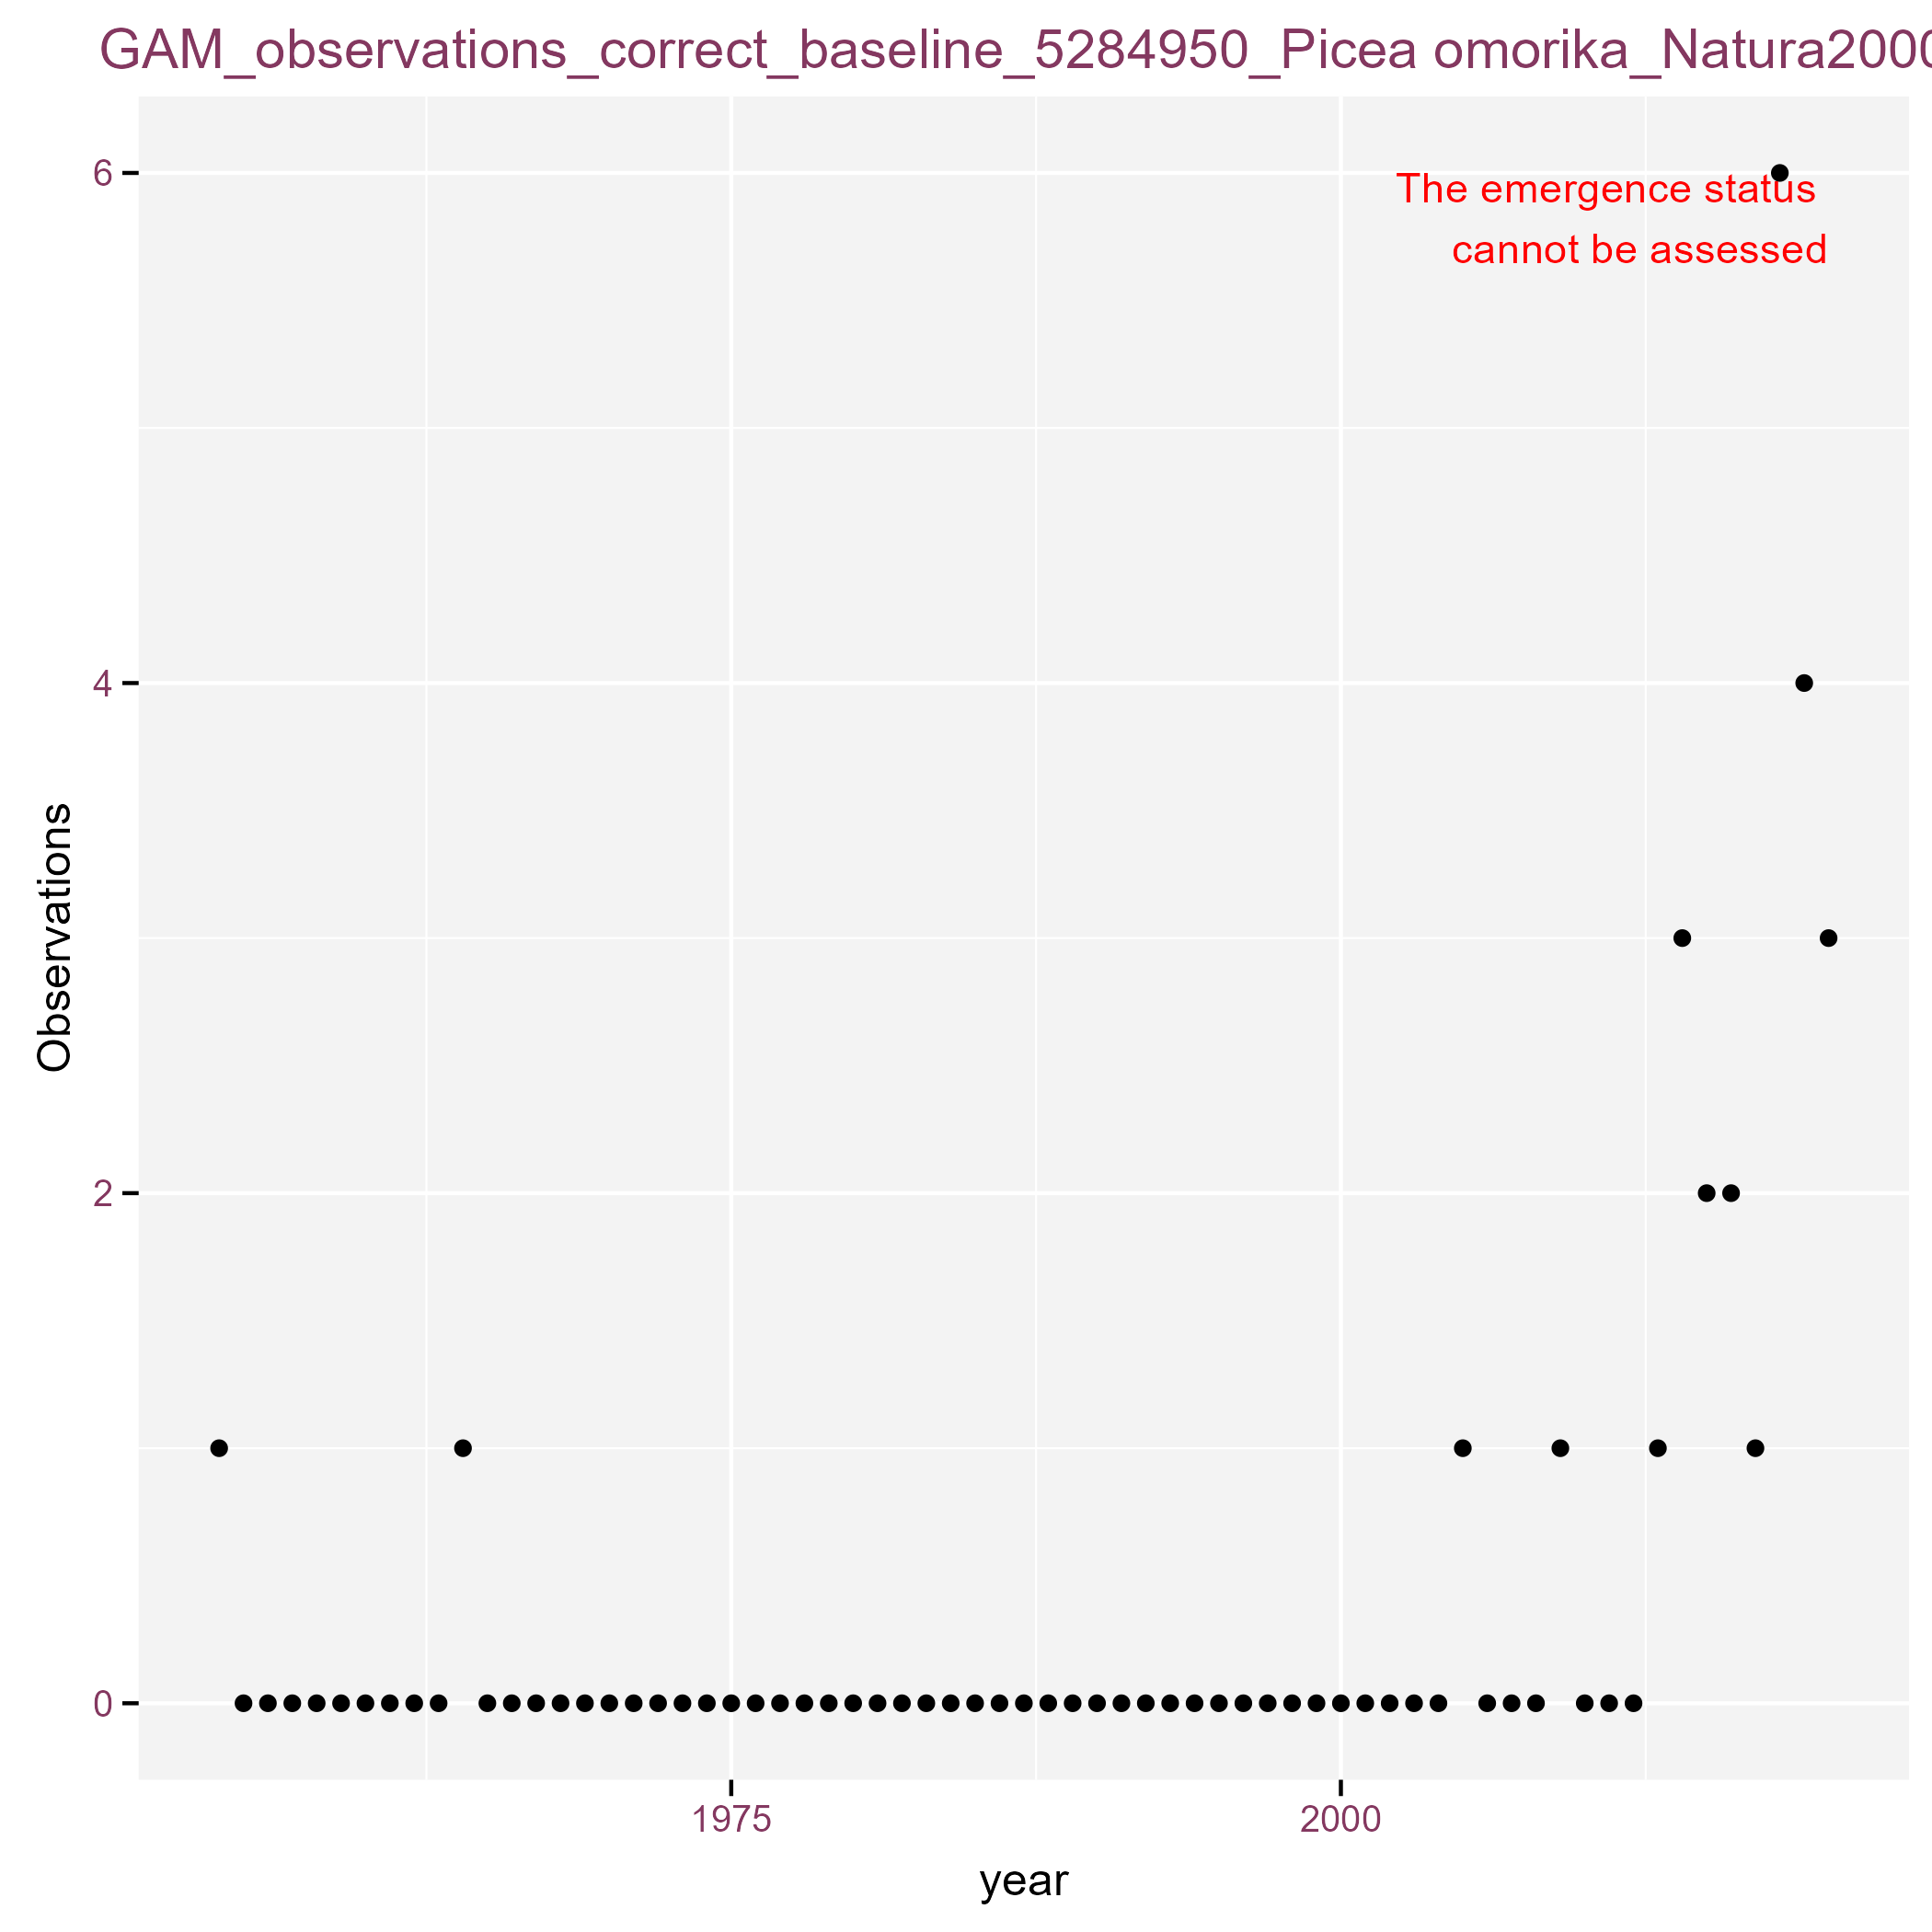 GAM_observations_correct_baseline_5284950_Picea omorika_Natura2000
6
The emergence status
cannot be assessed
4
Observations
2
0
1975
2000
year